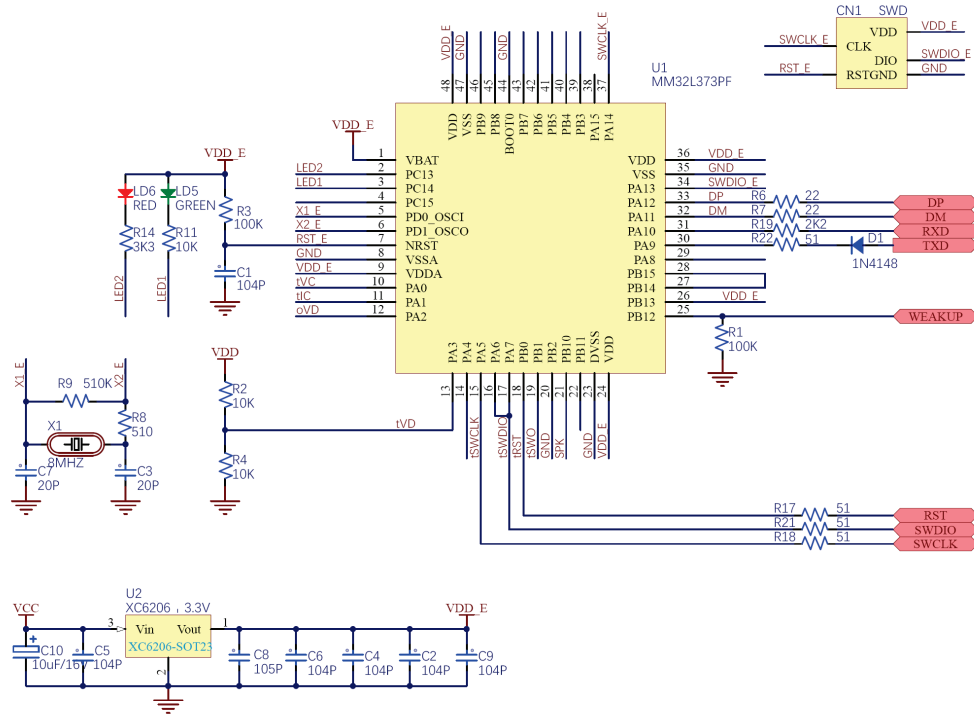 CN1 SWD
VDD VDD_E
SWCLK_E CLK
DIO SWDIO_E
RST_E RSTGND GND
VDD_E GND GND SWCLK_E
48 47 46 45 44 43 42 41 40 39 38 37
VDD VSS PB9 PB8 BOOT0 PB7 PB6 PB5 PB4 PB3 PA15 PA14
U1
MM32L373PF
VDD_E
1 VBAT
LED2 2 PC13
LED1 3 PC14
4 PC15
X1_E 5 PD0_OSCI
X2_E 6 PD1_OSCO
RST_E 7 NRST
GND 8 VSSA
VDD_E 9 VDDA
tVC 10 PA0
tIC 11 PA1
oVD 12 PA2
VDD 36 VDD_E
VSS 35 GND
PA13 34 SWDIO_E
PA12 33 DP R6 22 DP
PA11 32 DM R7 22 DM
PA10 31 R19 2K2 RXD
PA9 30 R22 51 D1 TXD
1N4148
PA8 29
PB15 28
PB14 27
PB13 26 VDD_E
PB12 25 WEAKUP
R1
100K
PA3 PA4 PA5 PA6 PA7 PB0 PB1 PB2 PB10 PB11 DVSS VDD
13 14 15 16 17 18 19 20 21 22 23 24
tSWCLK tSWDIO tRST tSWO GND SPK GND VDD_E
VDD_E
LED6 LED5
RED GREEN
R3
100K
R14 R11
3K3 10K
C1
104P
LED2 LED1
VDD
R2
10K
tVD
R4
10K
X1_E X2_E
R9 510K
R8
510
X1
8MHZ
C7 C3
20P 20P
R17 51 RST
R21 51 SWDIO
R18 51 SWCLK
U2
XC6206 , 3.3V
VCC VDD_E
3 Vin Vout 1
XC6206-SOT23
2
+
C10 C5 C8 C6 C4 C2 C9
10uF/16V 104P 105P 104P 104P 104P 104P